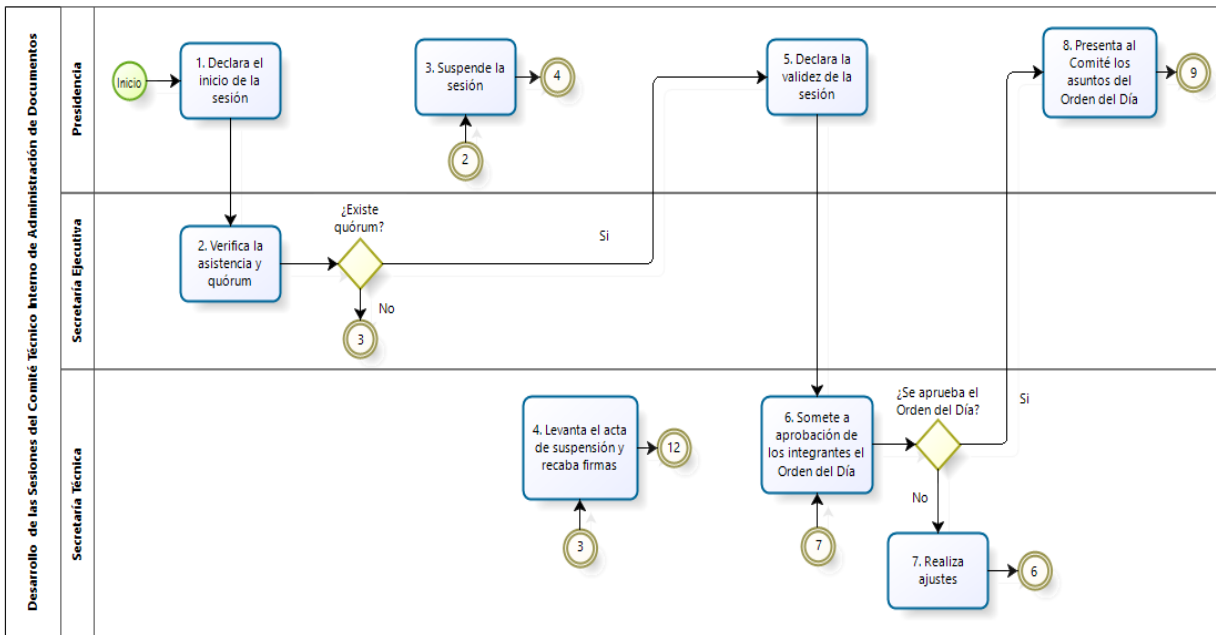 Desarrollo de las Sesiones del Comité Técnico Interno de Administración de Documentos
Presidencia
Inicio
1. Declara el
inicio de la
sesión
3. Suspende la
sesión
4
2
5. Declara la
validez de la
sesión
8. Presenta al
Comité los
asuntos del
Orden del Día
9
Secretaría Ejecutiva
2. Verifica la
asistencia y
quórum
¿Existe
quórum?
Si
No
3
Secretaría Técnica
4. Levanta el acta
de suspensión y
recaba firmas
12
3
6. Somete a
aprobación de
los integrantes el
Orden del Día
7
¿Se aprueba el
Orden del Día?
Si
No
7. Realiza
ajustes
6